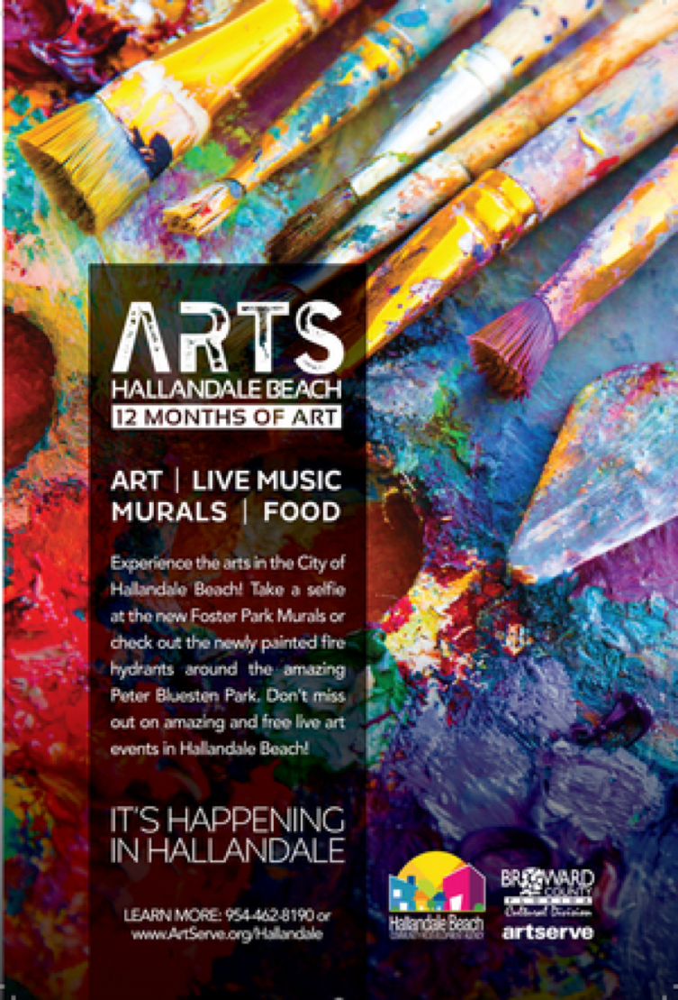 ARTS
HALLANDALE BEACH
12 MONTHS OF ART
ART | LIVE MUSIC
MURALS | FOOD
Experience the arts in the City of
Hallandale Beach! Take a selfie
at the new Foster Park Murals or
check out the newly painted fire
hydrants around the amazing
Peter Bluesten Park. Don't miss
out on amazing and free live art
events in Hallandale Beach!
IT'S HAPPENING
IN HALLANDALE
LEARN MORE: 954-462-8190 or
www.ArtServe.org/Hallandale
Hallandale Beach
COMMUNITY REDEVELOPMENT AGENCY
BROWARD
COUNTY
FLORIDA
Cultural Division
artserve